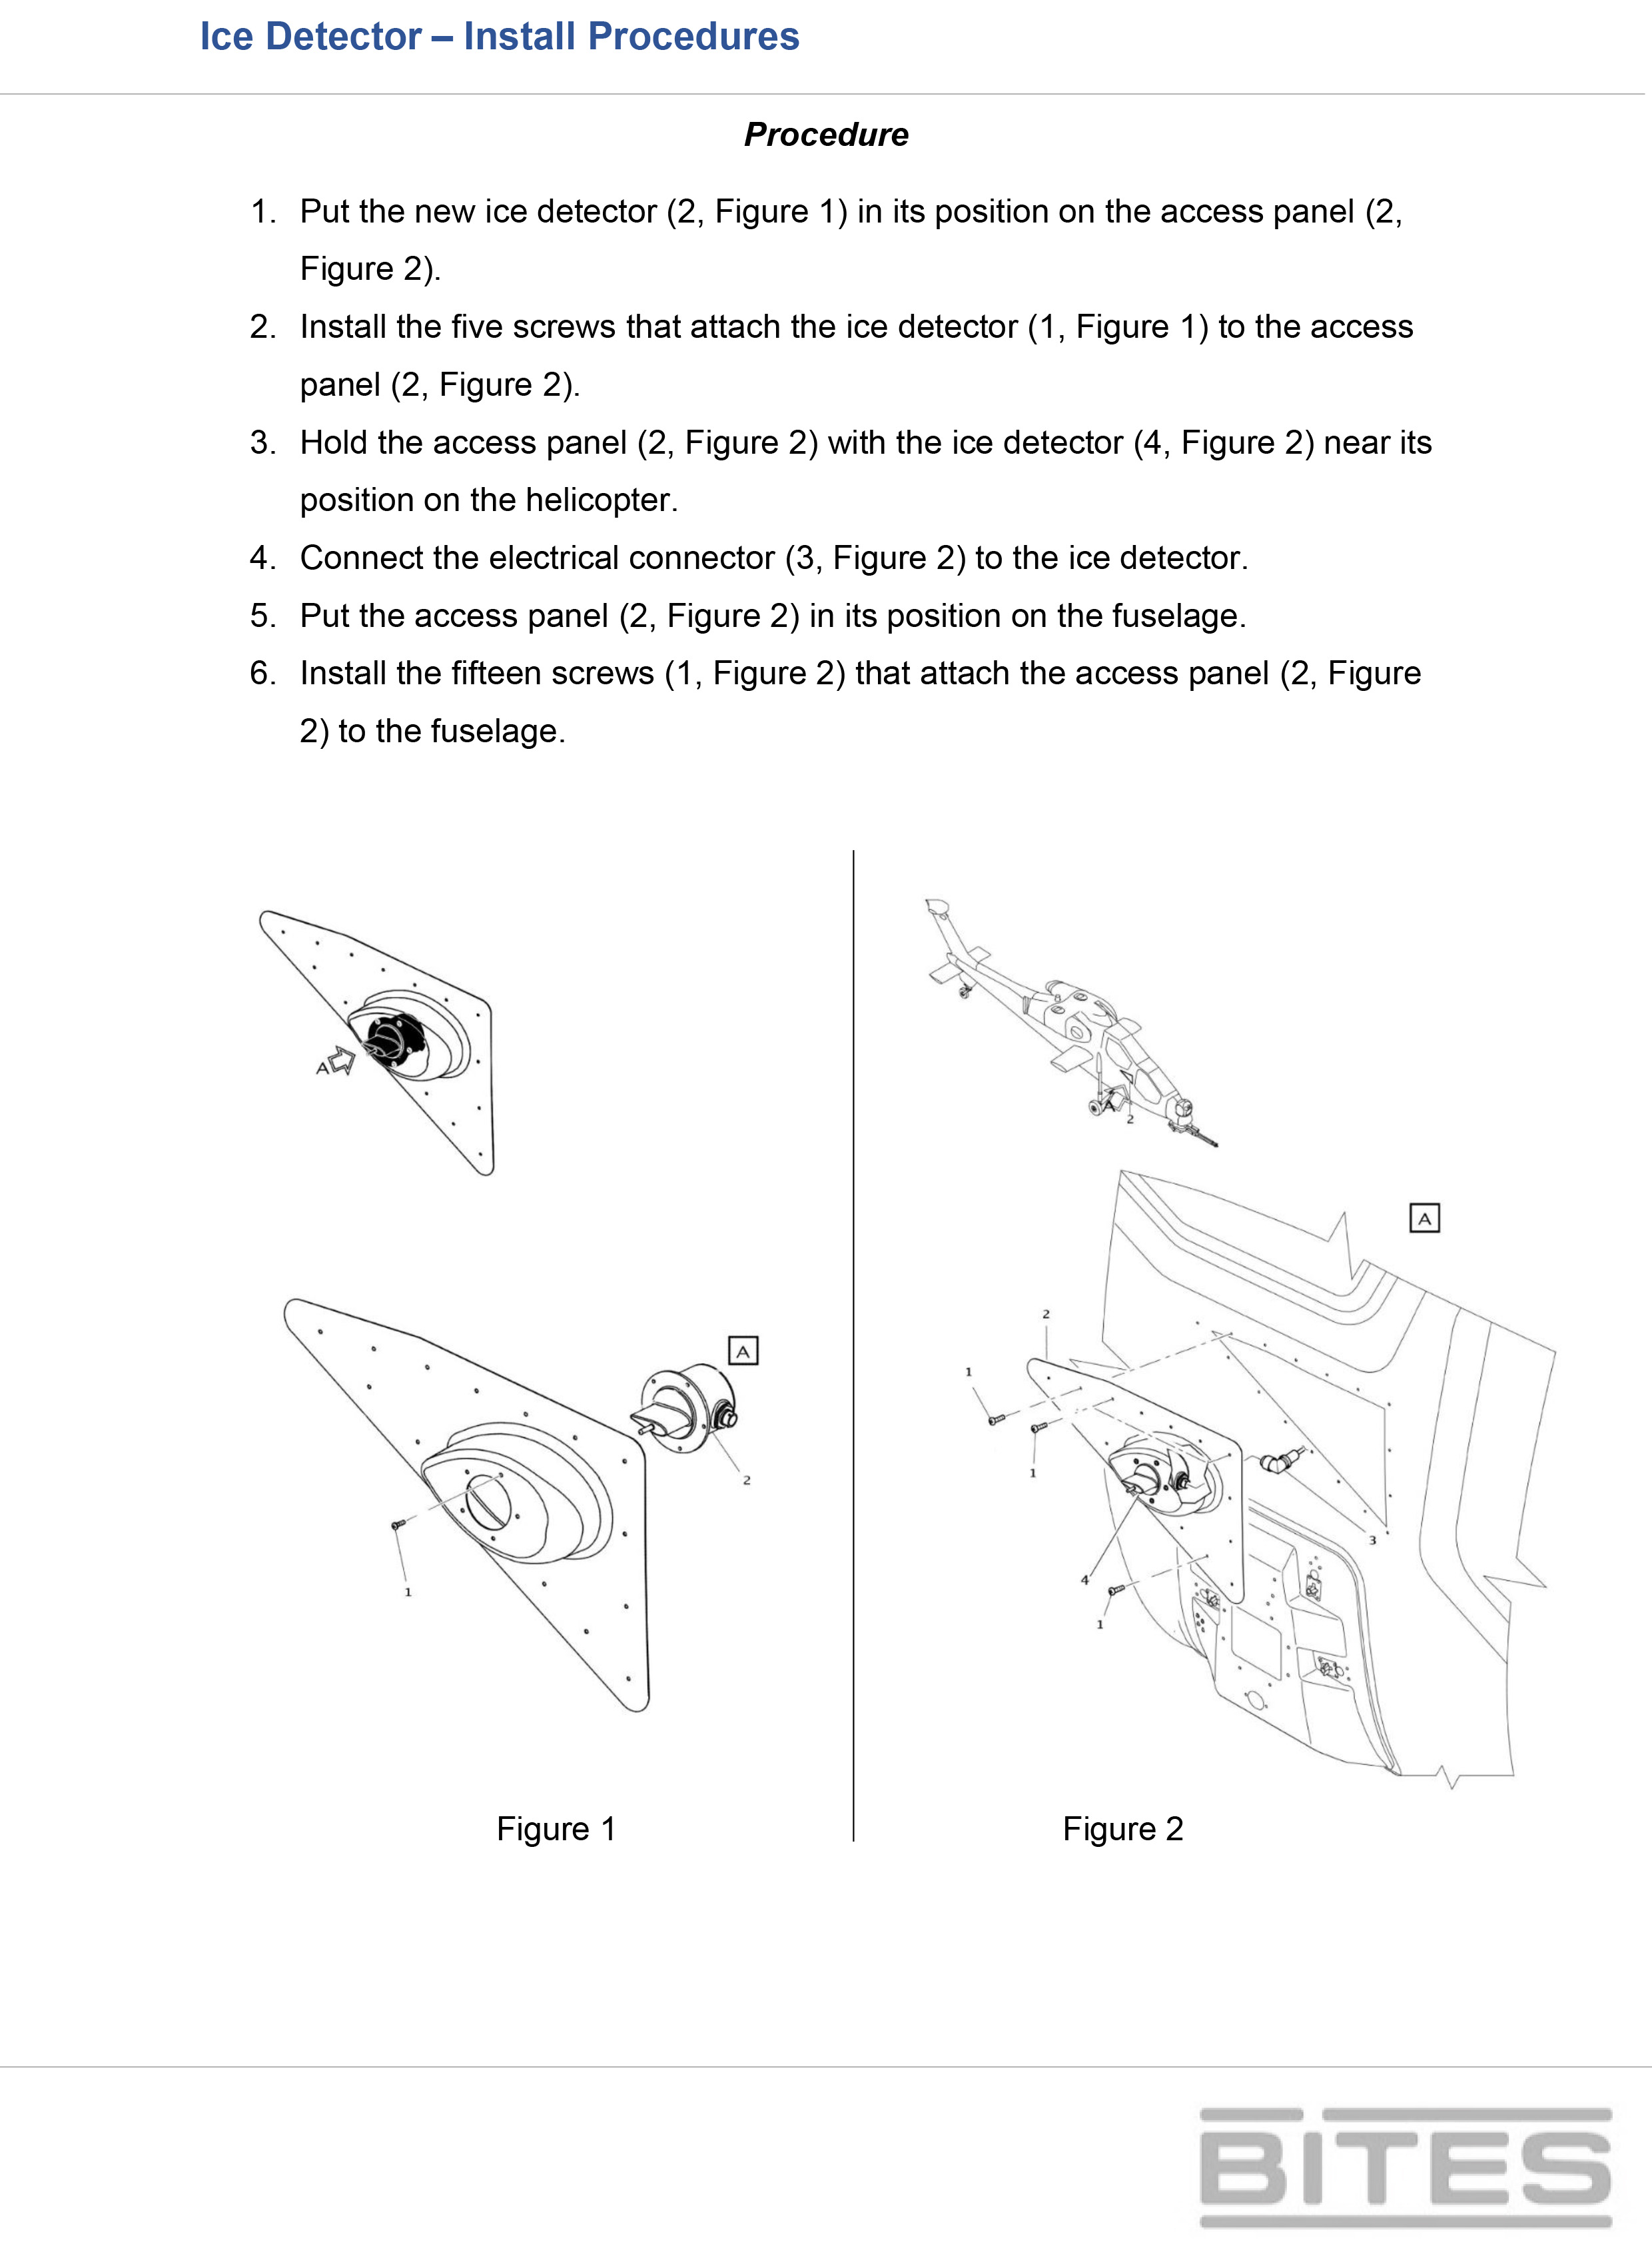 Ice Detector – Install Procedures
Procedure
1. Put the new ice detector (2, Figure 1) in its position on the access panel (2,
Figure 2).
2. Install the five screws that attach the ice detector (1, Figure 1) to the access
panel (2, Figure 2).
3. Hold the access panel (2, Figure 2) with the ice detector (4, Figure 2) near its
position on the helicopter.
4. Connect the electrical connector (3, Figure 2) to the ice detector.
5. Put the access panel (2, Figure 2) in its position on the fuselage.
6. Install the fifteen screws (1, Figure 2) that attach the access panel (2, Figure
2) to the fuselage.
A
A
2
1
Figure 1
A
2
A
2
1
1
3
4
1
Figure 2
BITES